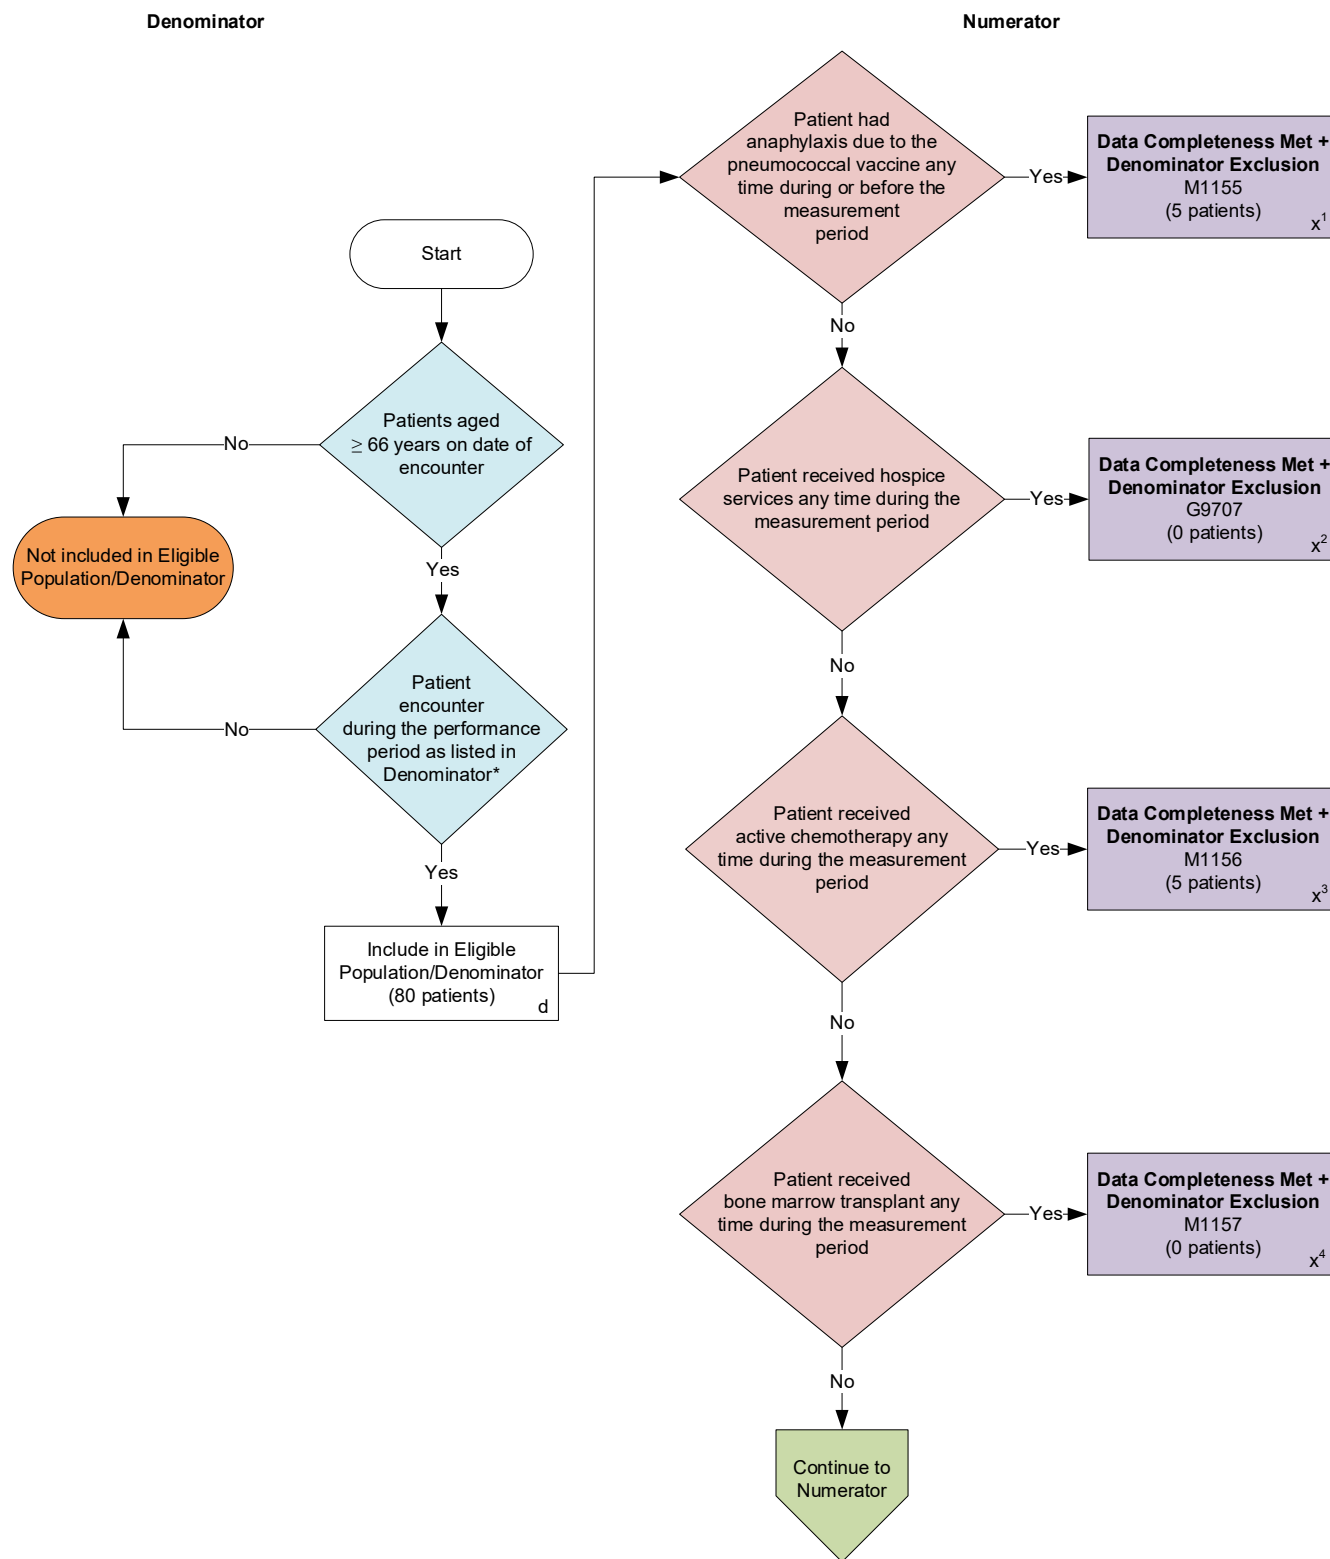 Denominator
Numerator
Start
Patients aged
≥ 66 years on date of
encounter
No
Not included in Eligible
Population/Denominator
Yes
Patient
encounter
during the performance
period as listed in
Denominator*
No
Yes
Include in Eligible
Population/Denominator
(80 patients)
d
Patient had
anaphylaxis due to the
pneumococcal vaccine any
time during or before the
measurement
period
Yes
Data Completeness Met +
Denominator Exclusion
M1155
(5 patients)
x¹
No
Patient received hospice
services any time during the
measurement period
Yes
Data Completeness Met +
Denominator Exclusion
G9707
(0 patients)
x²
No
Patient received
active chemotherapy any
time during the measurement
period
Yes
Data Completeness Met +
Denominator Exclusion
M1156
(5 patients)
x³
No
Patient received
bone marrow transplant any
time during the measurement
period
Yes
Data Completeness Met +
Denominator Exclusion
M1157
(0 patients)
x⁴
No
Continue to
Numerator